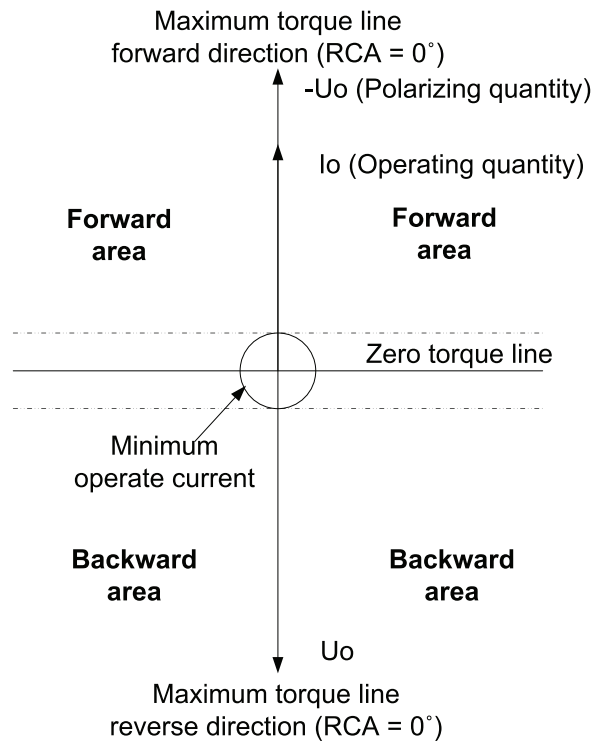 Maximum torque line
forward direction (RCA = 0˚)
-Uo (Polarizing quantity)
Io (Operating quantity)
Forward
area
Forward
area
Zero torque line
Minimum
operate current
Backward
area
Backward
area
Uo
Maximum torque line
reverse direction (RCA = 0˚)